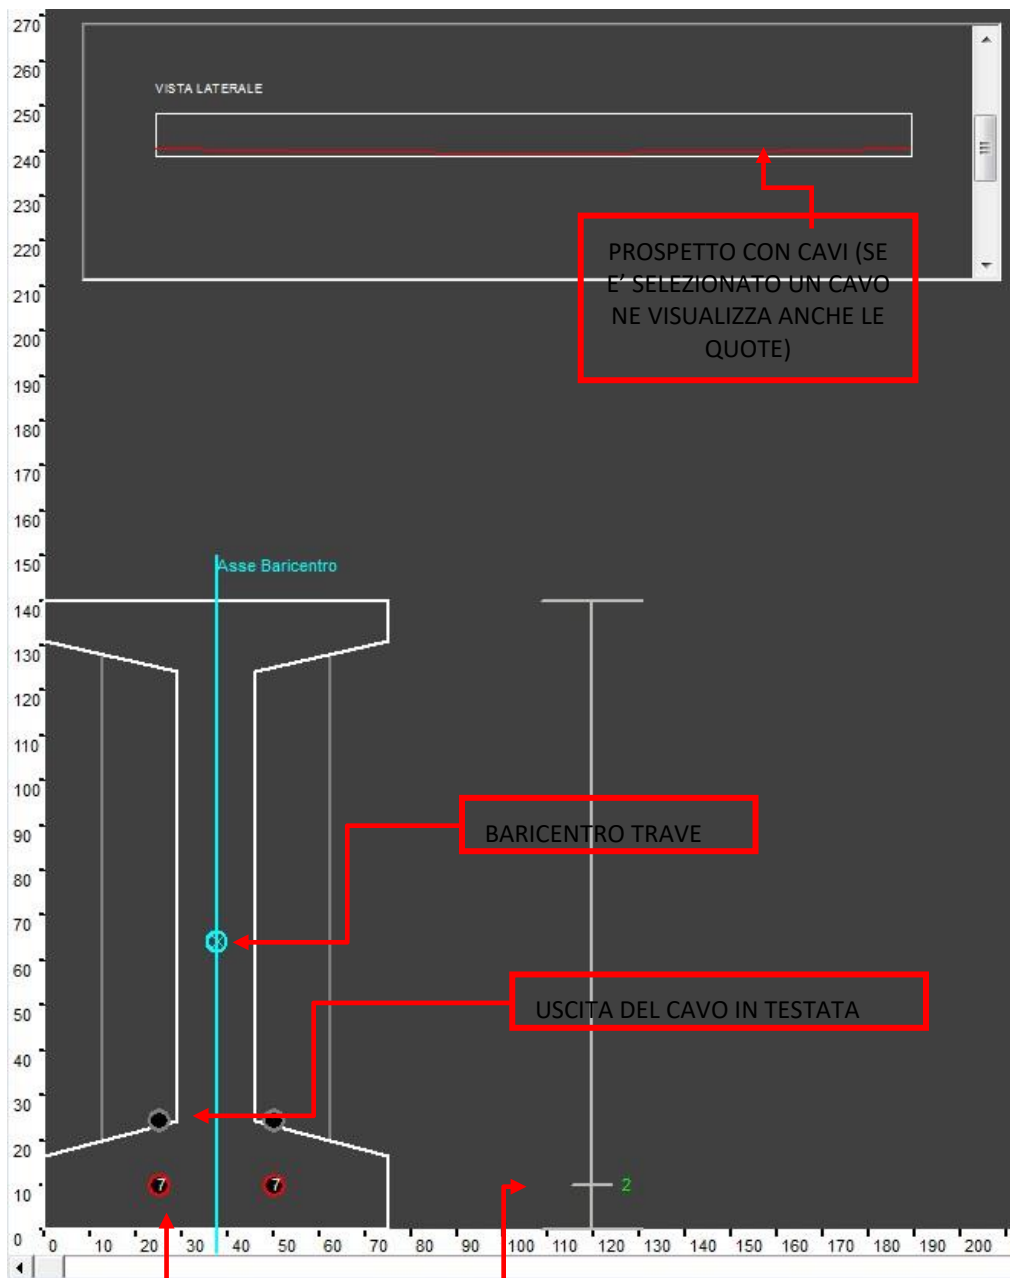 270
260
VISTA LATERALE
250
240
230
220
210
PROSPETTO CON CAVI (SE
E' SELEZIONATO UN CAVO
NE VISUALIZZA ANCHE LE
QUOTE)
200
190
180
170
160
150
Asse Baricentro
140
130
120
110
100
90
BARICENTRO TRAVE
80
70
60
50
USCITA DEL CAVO IN TESTATA
40
30
20
10
7 7 2
0
0 10 20 30 40 50 60 70 80 90 100 110 120 130 140 150 160 170 180 190 200